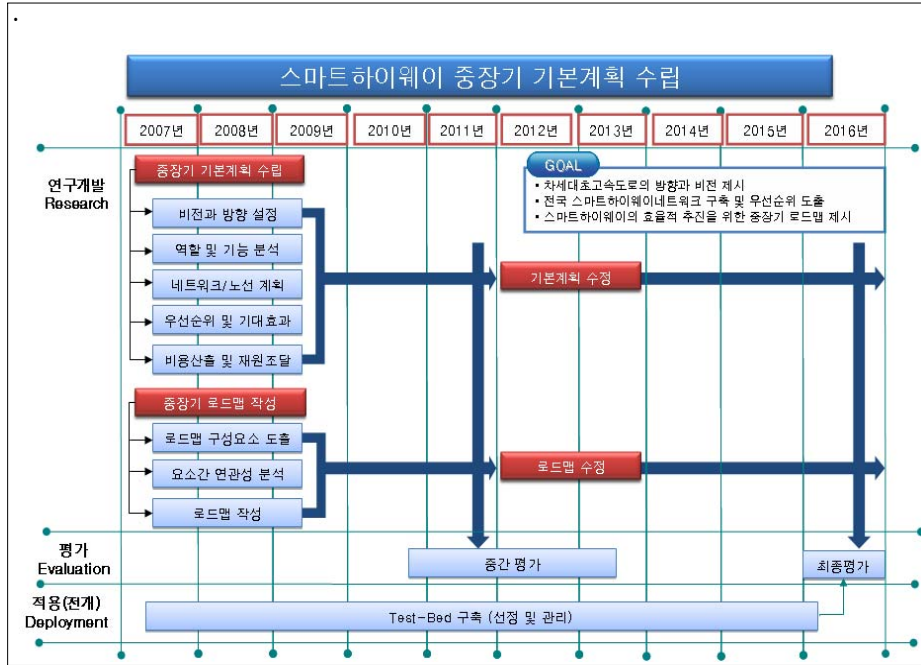 스마트하이웨이 중장기 기본계획 수립
2007년 2008년 2009년 2010년 2011년 2012년 2013년 2014년 2015년 2016년
연구개발
Research
중장기 기본계획 수립
비전과 방향 설정
역할 및 기능 분석
네트워크/노선 계획
우선순위 및 기대효과
비용산출 및 재원조달
GOAL
▪ 차세대초고속도로의 방향과 비전 제시
▪ 전국 스마트하이웨이네트워크 구축 및 우선순위 도출
▪ 스마트하이웨이의 효율적 추진을 위한 중장기 로드맵 제시
기본계획 수정
중장기 로드맵 작성
로드맵 구성요소 도출
요소간 연관성 분석
로드맵 작성
로드맵 수정
평가
Evaluation
중간 평가
최종평가
적용(전개)
Deployment
Test-Bed 구축 (선정 및 관리)